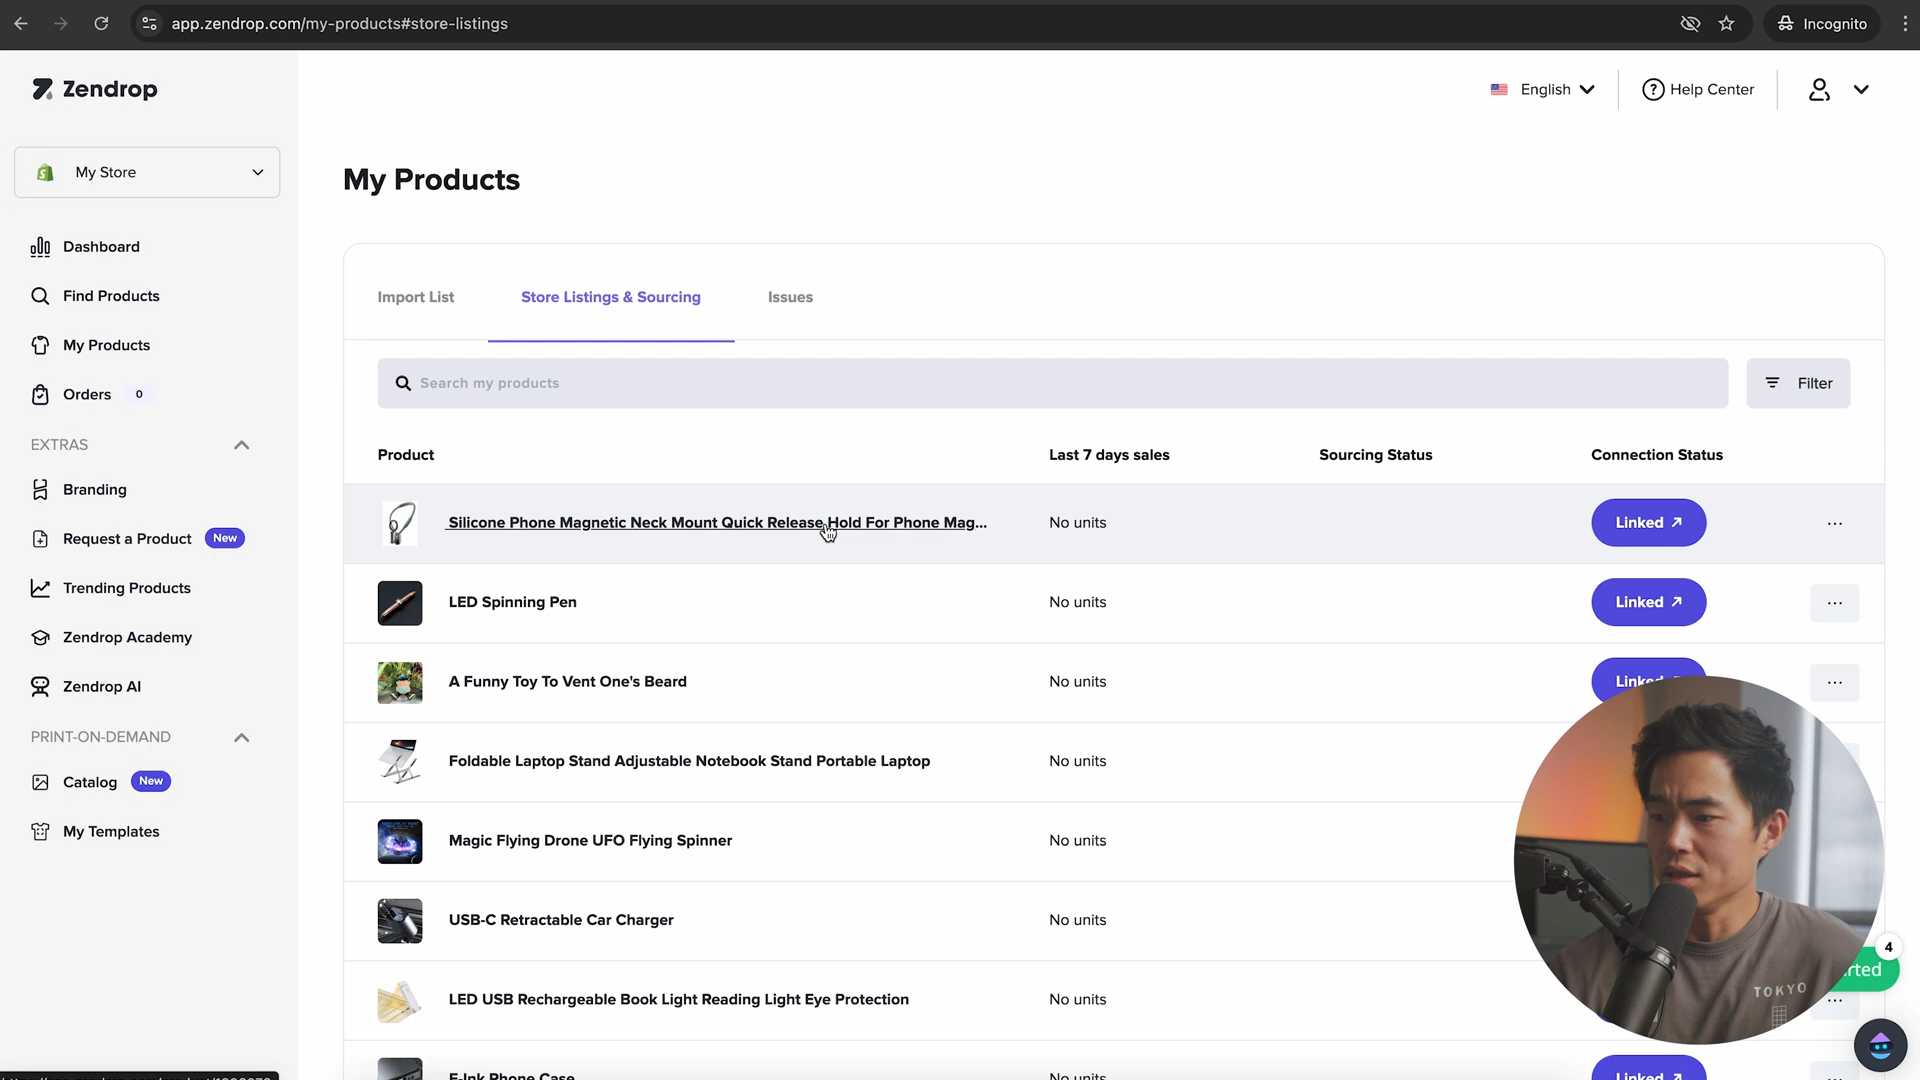 app.zendrop.com/my-products#store-listings
Incognito
Zendrop
English
Help Center
My Store
My Products
Dashboard
Find Products
My Products
Orders 0
EXTRAS
Branding
Request a Product New
Trending Products
Zendrop Academy
Zendrop AI
PRINT-ON-DEMAND
Catalog New
My Templates
Import List
Store Listings & Sourcing
Issues
Search my products
Filter
Product
Last 7 days sales
Sourcing Status
Connection Status
Silicone Phone Magnetic Neck Mount Quick Release Hold For Phone Mag...
No units
Linked
...
LED Spinning Pen
No units
Linked
...
A Funny Toy To Vent One's Beard
No units
Linked
...
Foldable Laptop Stand Adjustable Notebook Stand Portable Laptop
No units
Magic Flying Drone UFO Flying Spinner
No units
USB-C Retractable Car Charger
No units
LED USB Rechargeable Book Light Reading Light Eye Protection
No units
...
E-Ink Phone Case
No units
Linked
4
TOKYO